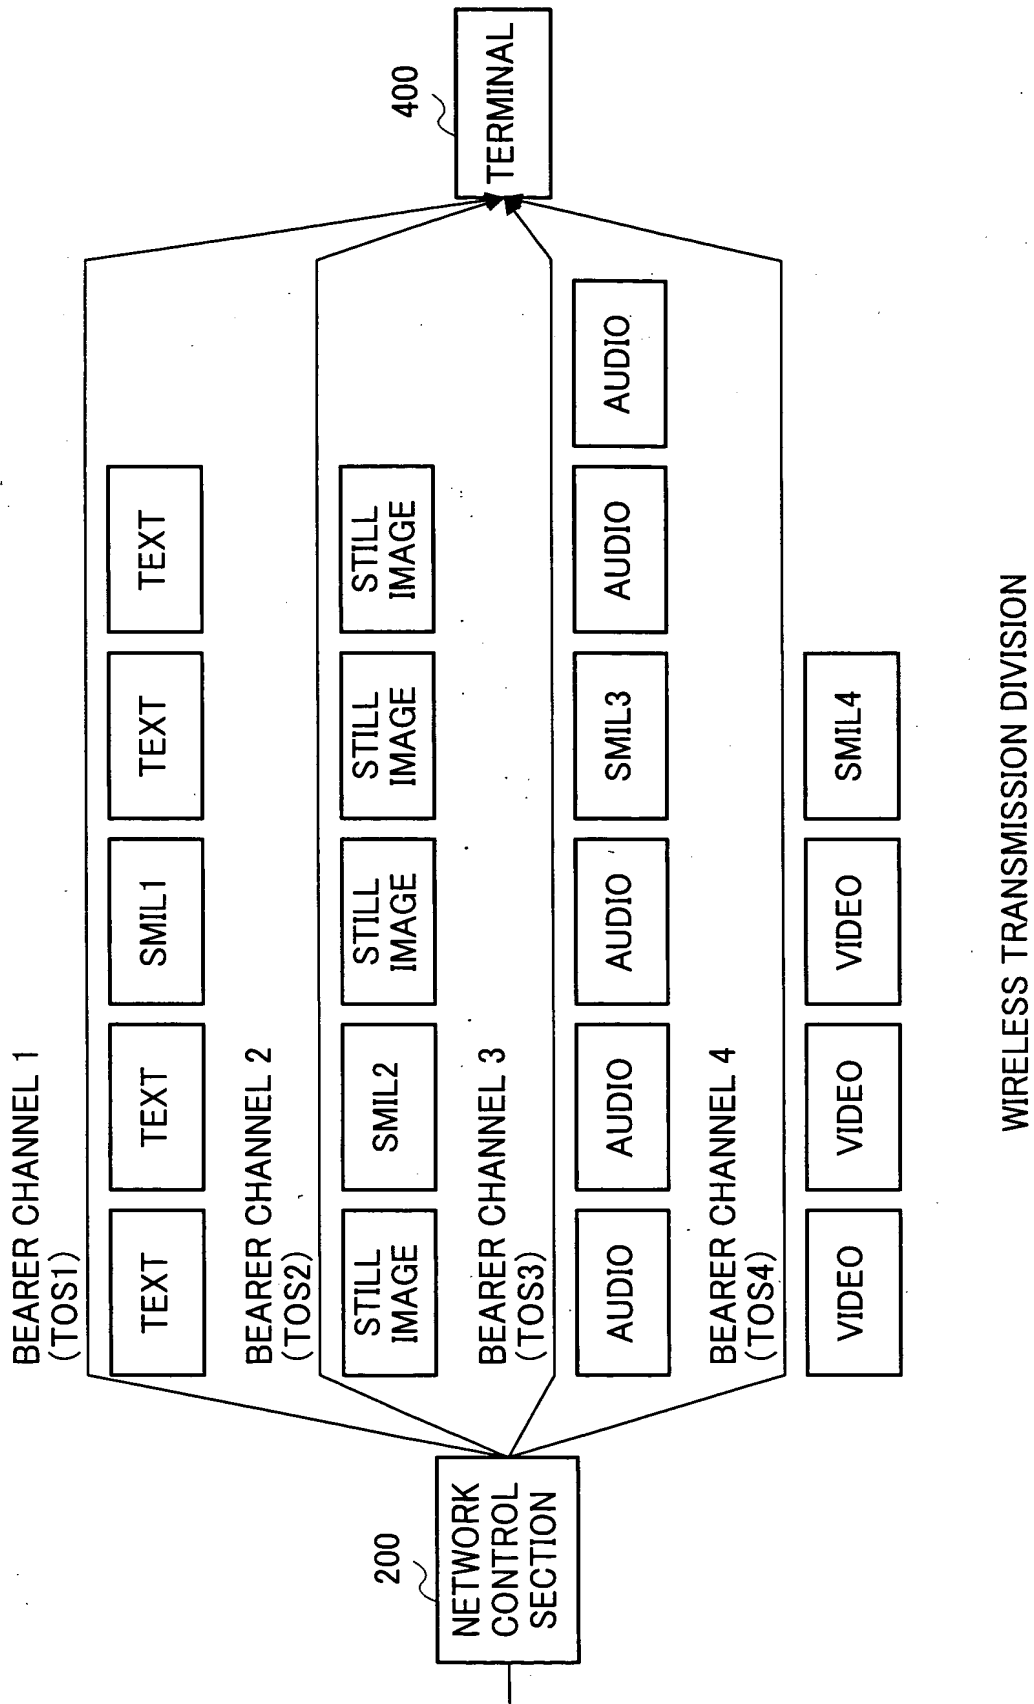 BEARER CHANNEL 1
(TOS1)
TEXT
TEXT
SMIL1
TEXT
TEXT
BEARER CHANNEL 2
(TOS2)
STILL
IMAGE
SMIL2
STILL
IMAGE
STILL
IMAGE
STILL
IMAGE
BEARER CHANNEL 3
(TOS3)
AUDIO
AUDIO
AUDIO
SMIL3
AUDIO
AUDIO
BEARER CHANNEL 4
(TOS4)
VIDEO
VIDEO
VIDEO
SMIL4
200
NETWORK
CONTROL
SECTION
400
TERMINAL
WIRELESS TRANSMISSION DIVISION